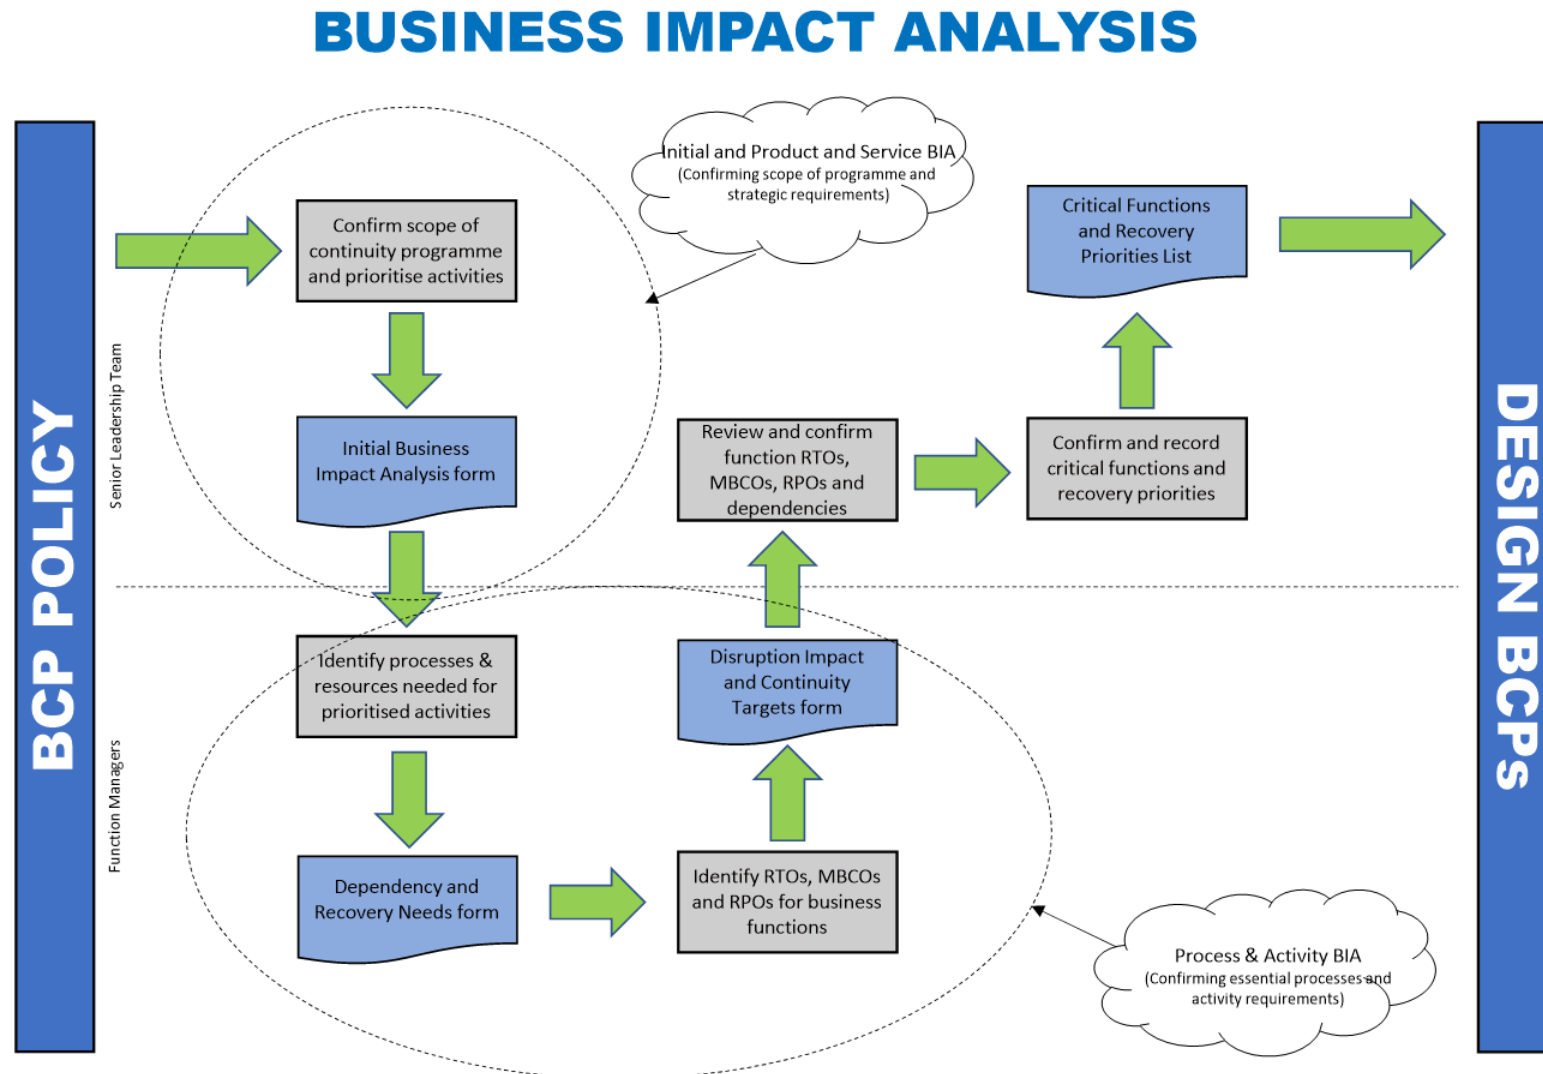 BUSINESS IMPACT ANALYSIS
BCP POLICY
Senior Leadership Team
Function Managers
Confirm scope of
continuity programme
and prioritise activities
Initial Business
Impact Analysis form
Initial and Product and Service BIA
(Confirming scope of programme and
strategic requirements)
Identify processes &
resources needed for
prioritised activities
Dependency and
Recovery Needs form
Identify RTOs, MBCOs
and RPOs for business
functions
Disruption Impact
and Continuity
Targets form
Review and confirm
function RTOs,
MBCOs, RPOs and
dependencies
Confirm and record
critical functions and
recovery priorities
Critical Functions
and Recovery
Priorities List
Process & Activity BIA
(Confirming essential processes and
activity requirements)
DESIGN BCPs